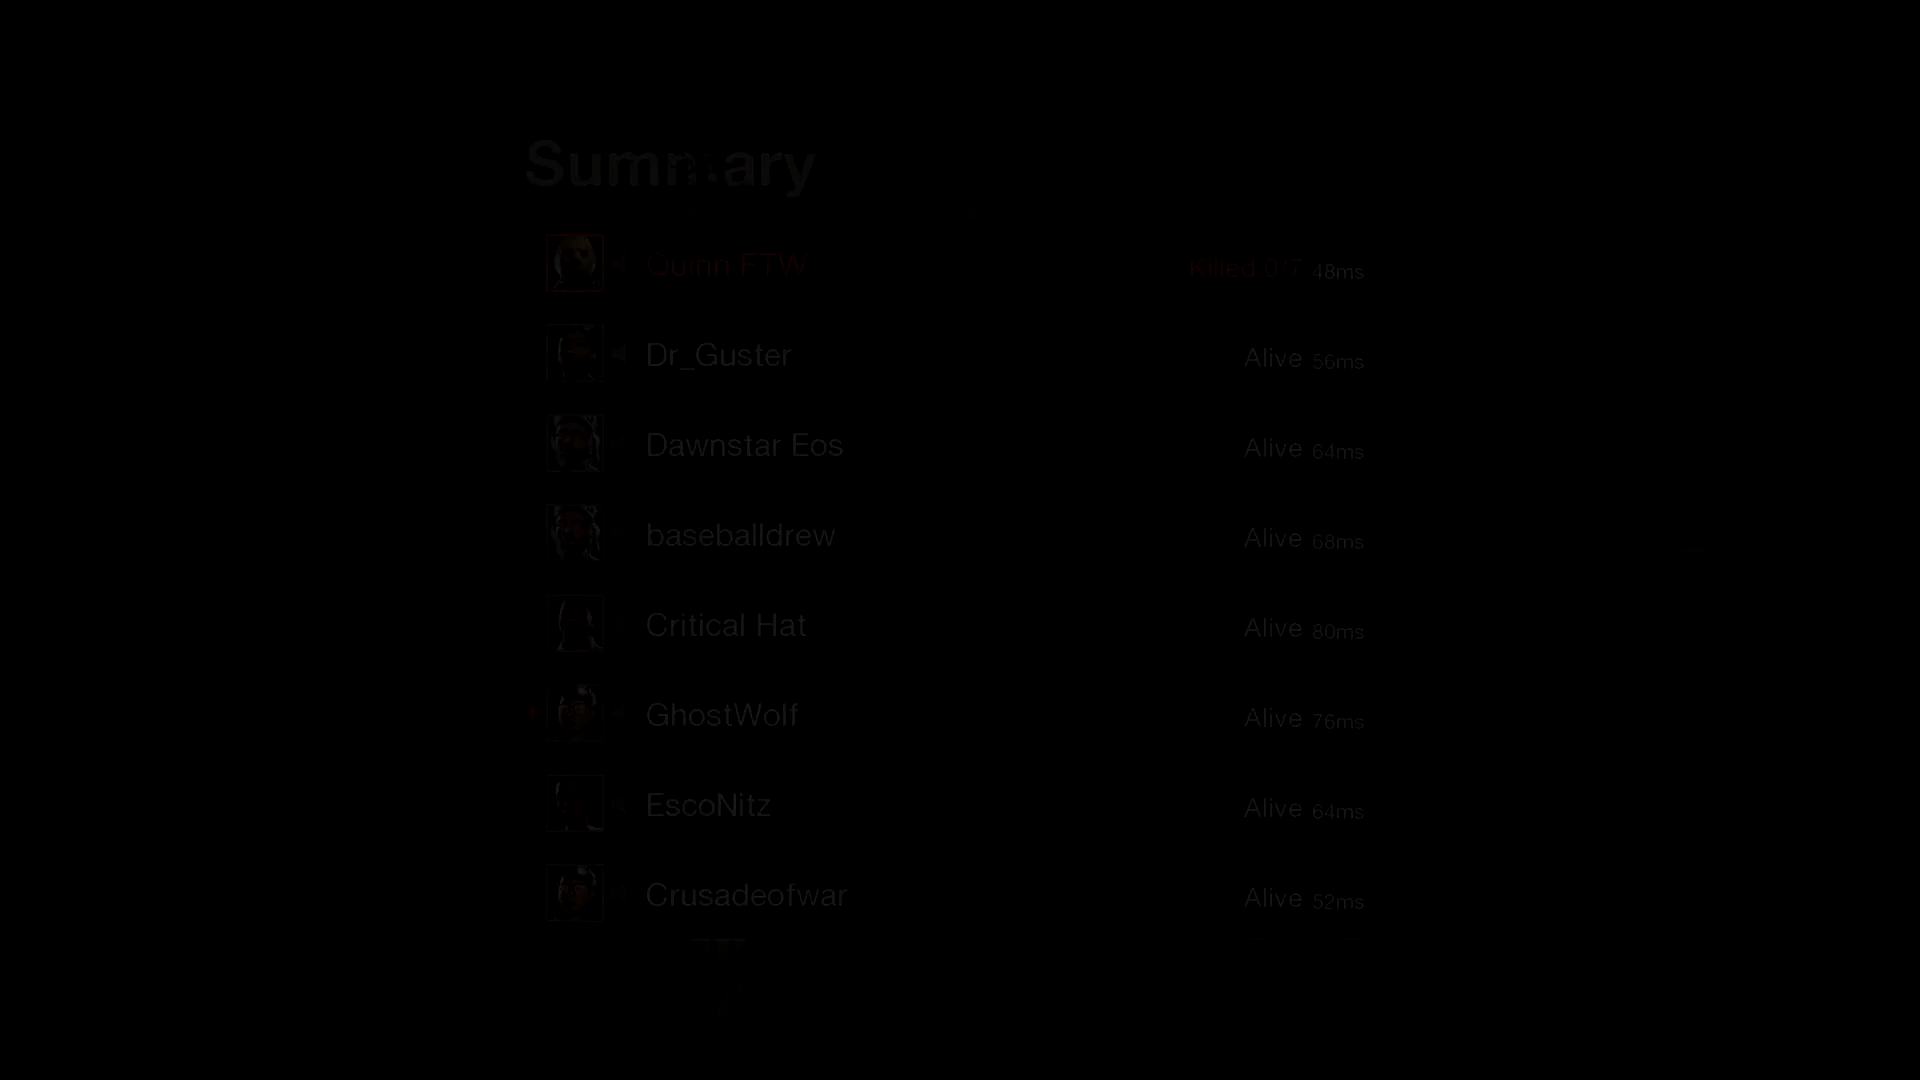 Summary
Quinn FTW Killed 0/7 48ms
Dr_Guster Alive 56ms
Dawnstar Eos Alive 64ms
baseballdrew Alive 68ms
Critical Hat Alive 80ms
GhostWolf Alive 76ms
EscoNitz Alive 64ms
Crusadeofwar Alive 52ms